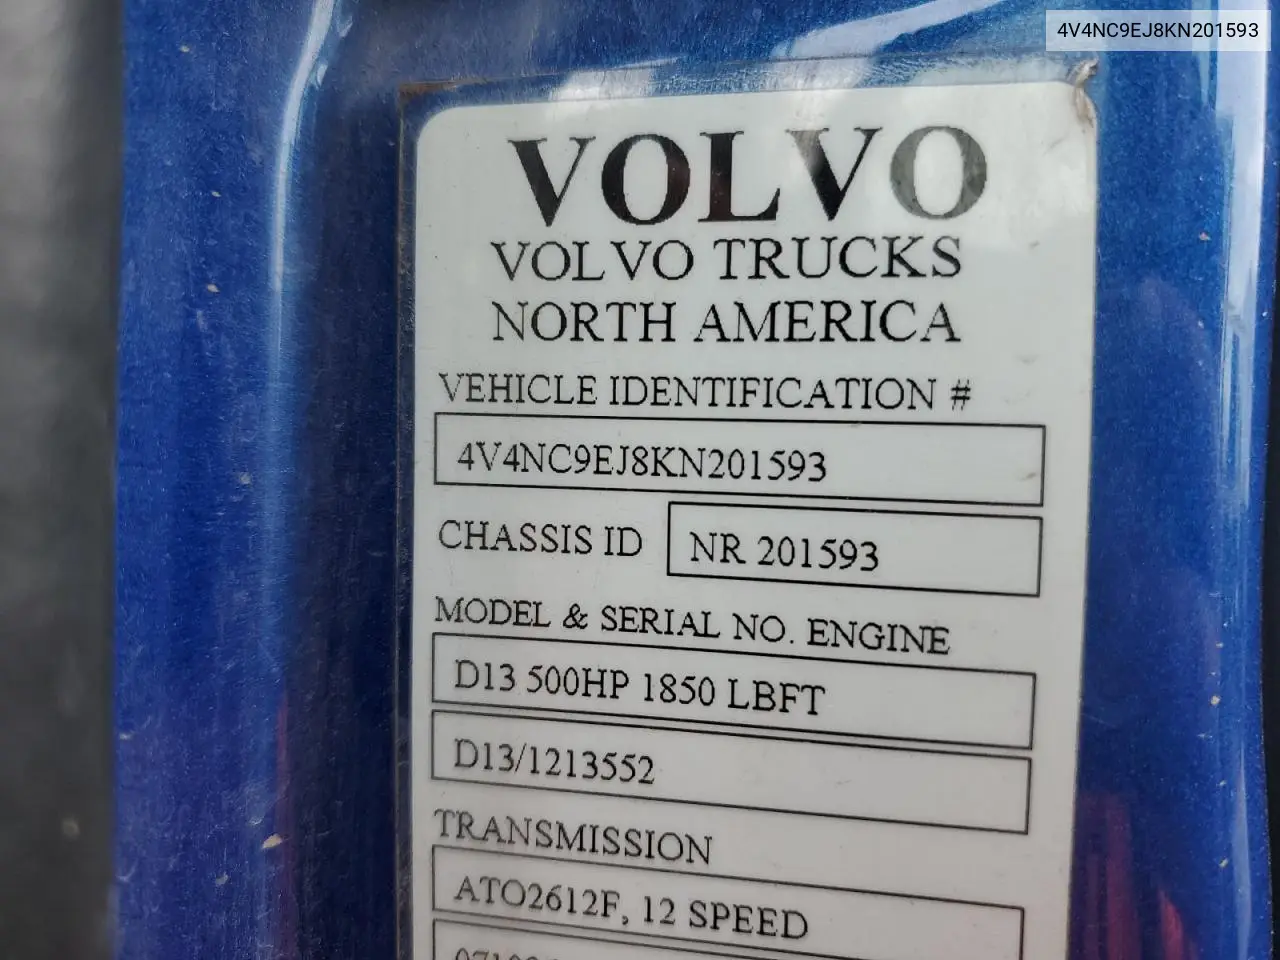 4V4NC9EJ8KN201593
VOLVO
VOLVO TRUCKS
NORTH AMERICA
VEHICLE IDENTIFICATION #
4V4NC9EJ8KN201593
CHASSIS ID NR 201593
MODEL & SERIAL NO. ENGINE
D13 500HP 1850 LBFT
D13/1213552
TRANSMISSION
ATO2612F, 12 SPEED